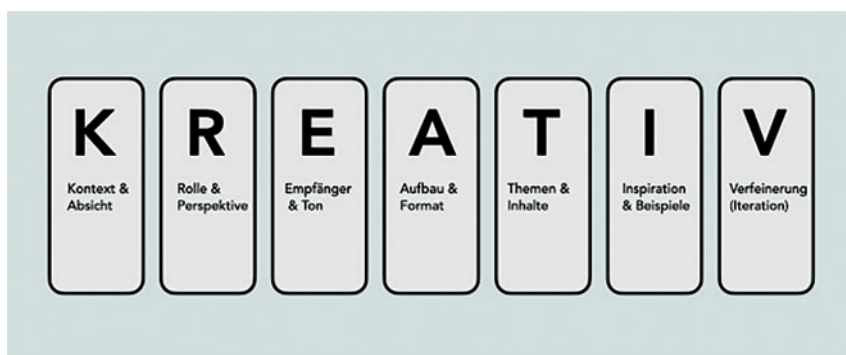 K R E A T I V
Kontext &
Absicht
Rolle &
Perspektive
Empfänger
& Ton
Aufbau &
Format
Themen &
Inhalte
Inspiration
& Beispiele
Verfeinerung
(Iteration)